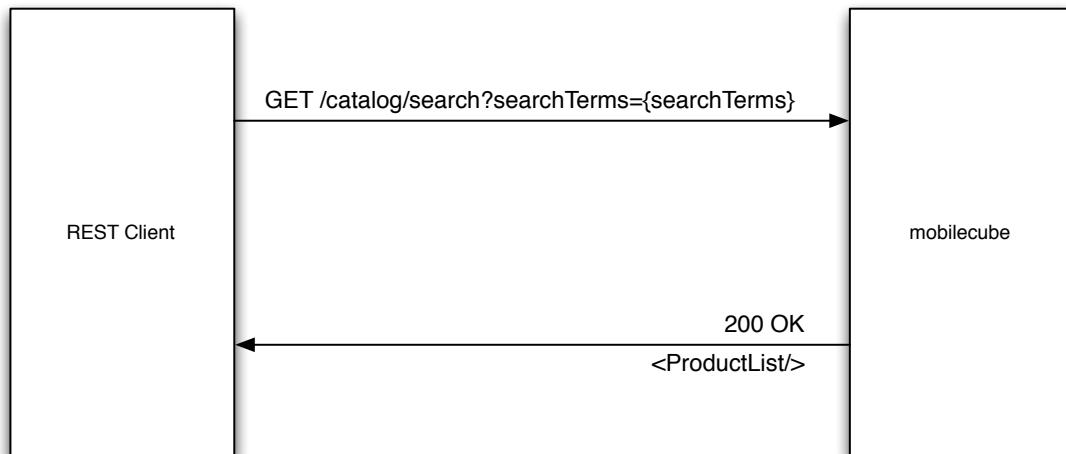 GET /catalog/search?searchTerms={searchTerms}
REST Client
mobilecube
200 OK
<ProductList/>